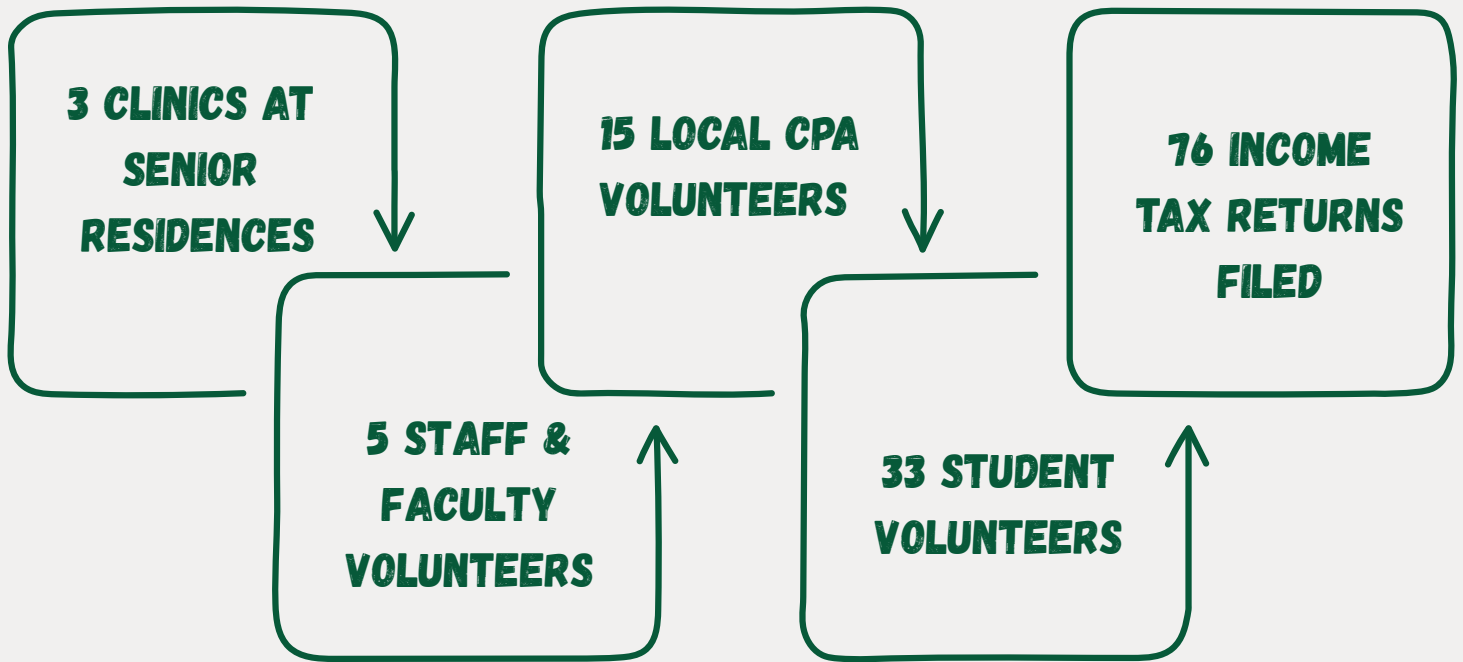 3 CLINICS AT
SENIOR
RESIDENCES
5 STAFF &
FACULTY
VOLUNTEERS
15 LOCAL CPA
VOLUNTEERS
33 STUDENT
VOLUNTEERS
76 INCOME
TAX RETURNS
FILED